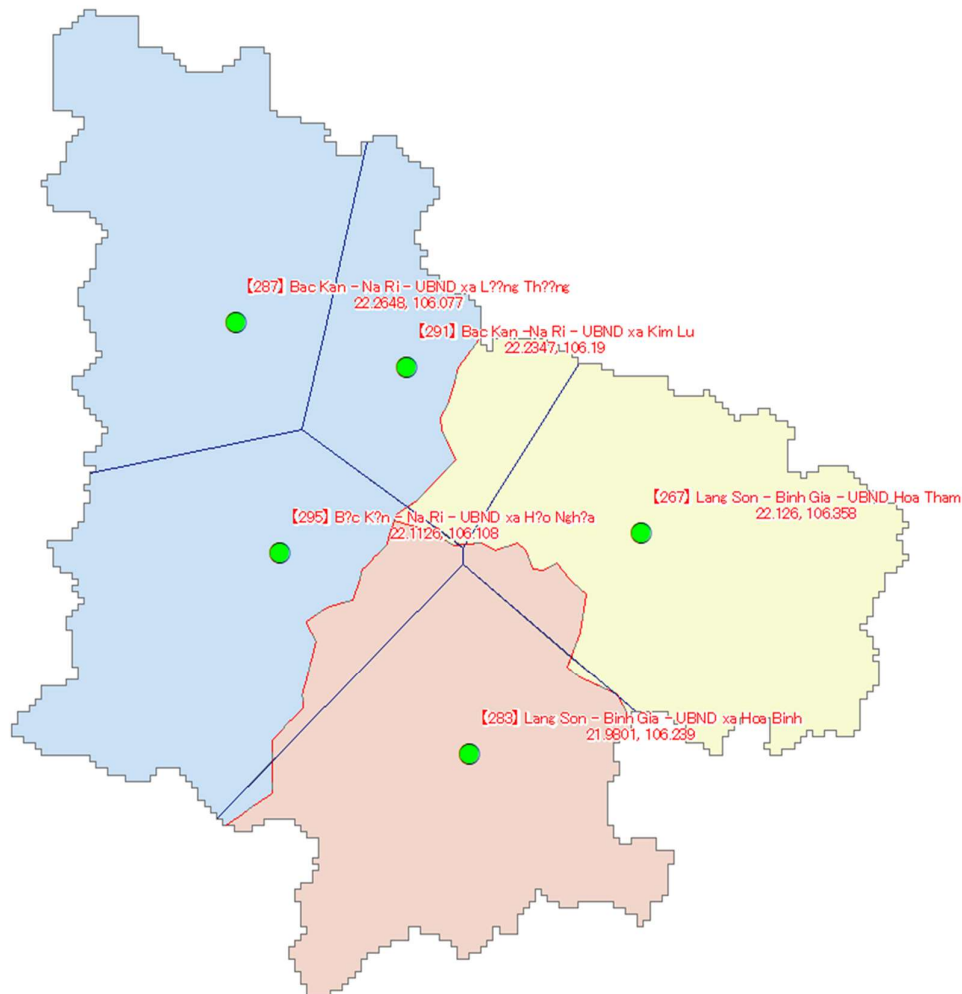 【287】 Bac Kan - Na Ri - UBND xa L??ng Th??ng
22.2648, 106.077
【291】 Bac Kan -Na Ri - UBND xa Kim Lu
22.2347, 106.19
【267】 Lang Son - Binh Gia - UBND Hoa Tham
22.126, 106.358
【295】 B?c K?n - Na Ri - UBND xa H?o Ngh?a
22.1126, 106.108
【283】 Lang Son - Binh Gia - UBND xa Hoa Binh
21.9801, 106.239